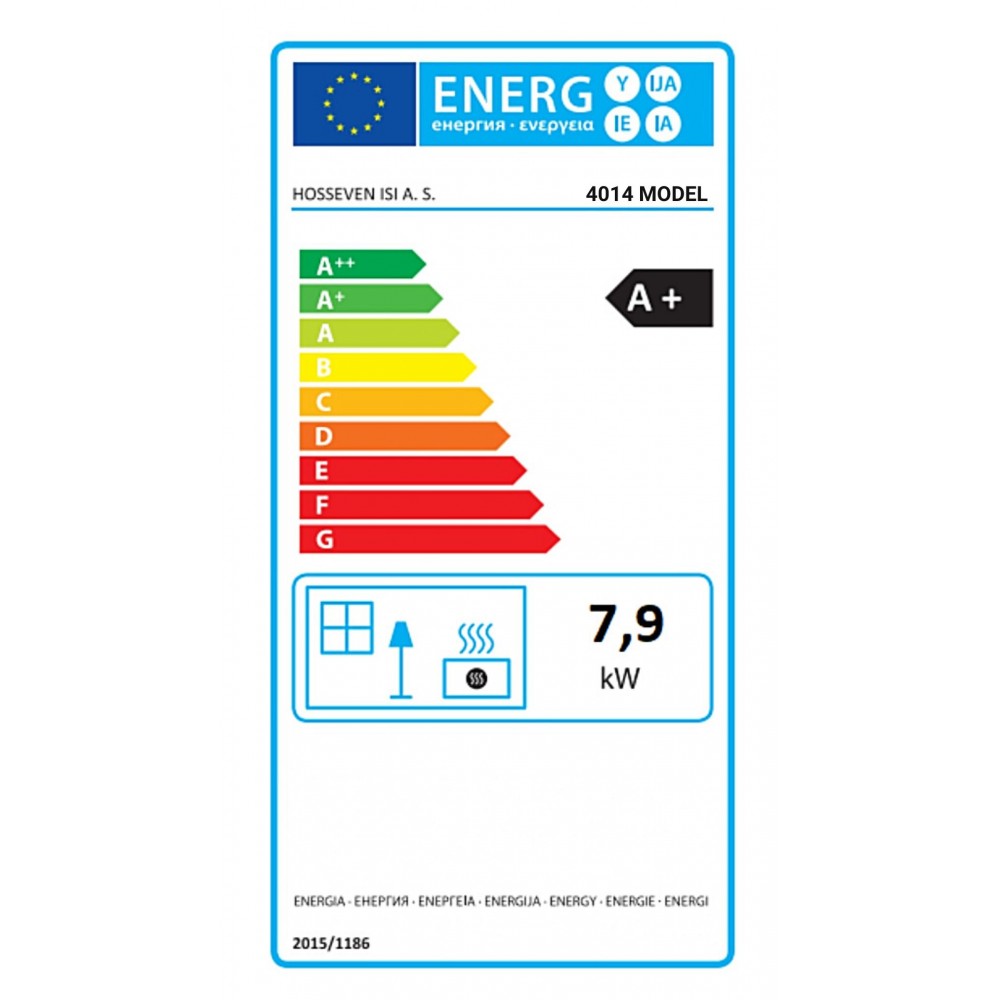 ENERG Y IJA
енергия · ενεργεια IE IA
HOSSEVEN ISI A. S. 4014 MODEL
A++
A+
A +
A
B
C
D
E
F
G
7,9
kW
ENERGIA · ЕНЕРГИЯ · ΕΝΕΡΓΕΙΑ · ENERGIJA · ENERGY · ENERGIE · ENERGI
2015/1186